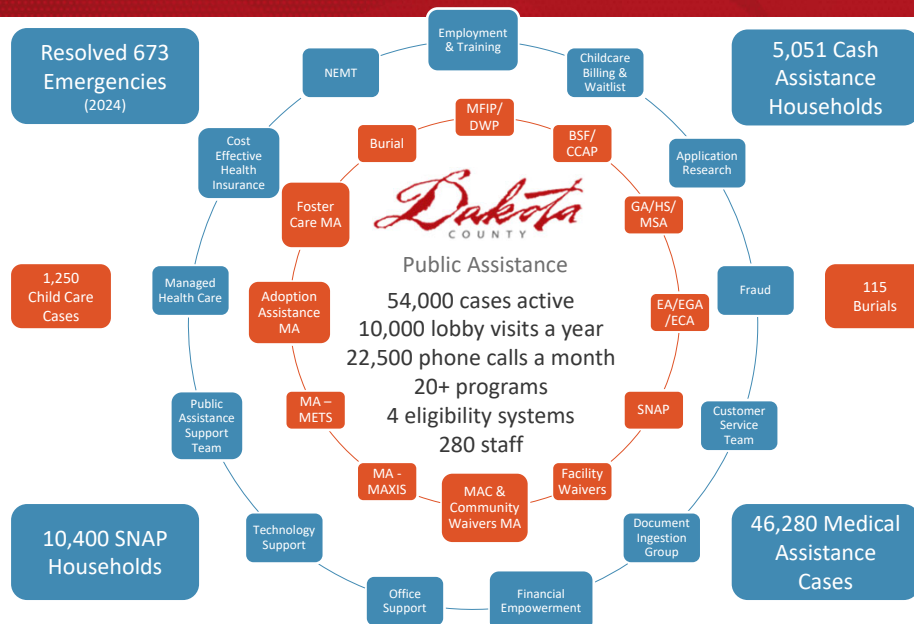 Resolved 673
Emergencies
(2024)
5,051 Cash
Assistance
Households
1,250
Child Care
Cases
115
Burials
10,400 SNAP
Households
46,280 Medical
Assistance
Cases
Employment
& Training
Childcare
Billing &
Waitlist
Application
Research
Fraud
Customer
Service
Team
Document
Ingestion
Group
Financial
Empowerment
Office
Support
Technology
Support
Public
Assistance
Support
Team
Managed
Health Care
Cost
Effective
Health
Insurance
NEMT
MFIP/
DWP
BSF/
CCAP
GA/HS/
MSA
EA/EGA
/ECA
SNAP
Facility
Waivers
MAC &
Community
Waivers MA
MA -
MAXIS
MA –
METS
Adoption
Assistance
MA
Foster
Care MA
Burial
Dakota
COUNTY
Public Assistance
54,000 cases active
10,000 lobby visits a year
22,500 phone calls a month
20+ programs
4 eligibility systems
280 staff